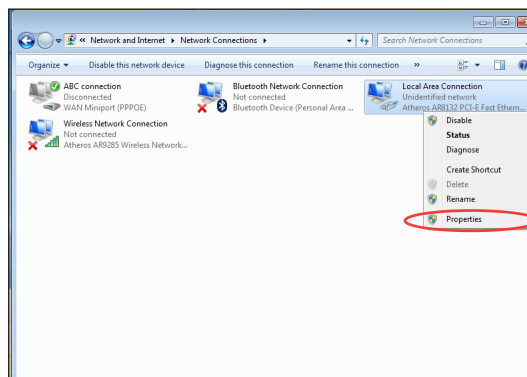 « Network and Internet ▸ Network Connections ▸
Search Network Connections
Organize ▾ Disable this network device Diagnose this connection Rename this connection »
ABC connection
Disconnected
WAN Miniport (PPPOE)
Bluetooth Network Connection
Not connected
Bluetooth Device (Personal Area ...
Local Area Connection
Unidentified network
Atheros AR8132 PCI-E Fast Ethern...
Wireless Network Connection
Not connected
Atheros AR9285 Wireless Network...
Disable
Status
Diagnose
Create Shortcut
Delete
Rename
Properties